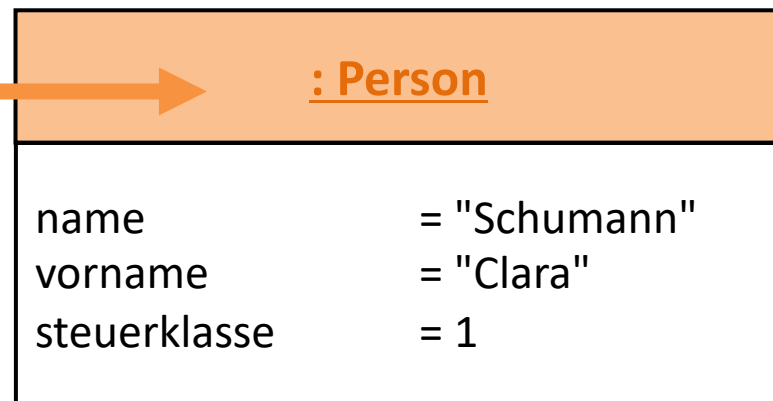 : Person
name = "Schumann"
vorname = "Clara"
steuerklasse = 1